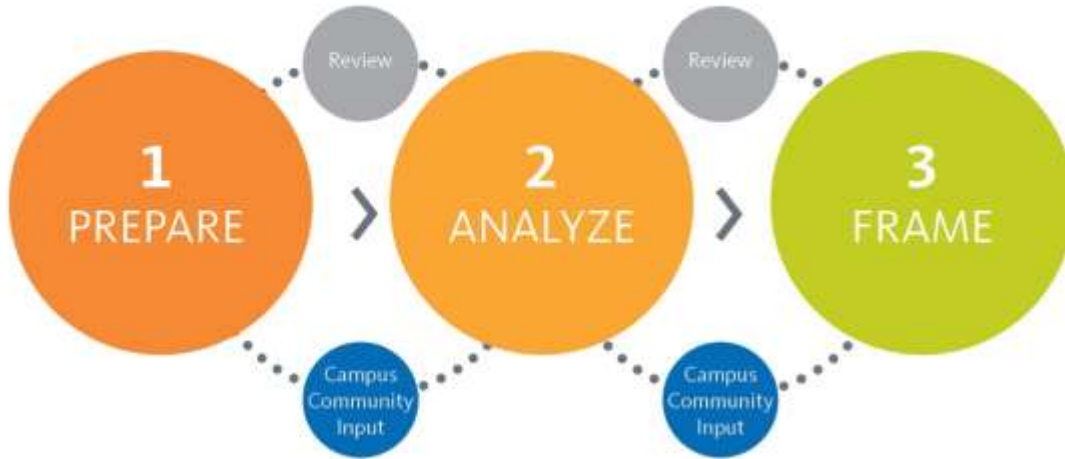 Review
Review
1
PREPARE
2
ANALYZE
3
FRAME
Campus
Community
Input
Campus
Community
Input